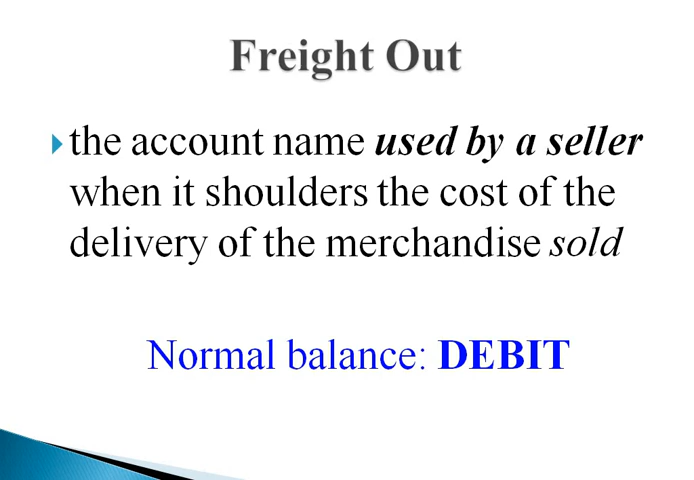 Freight Out
the account name used by a seller
when it shoulders the cost of the
delivery of the merchandise sold
Normal balance: DEBIT